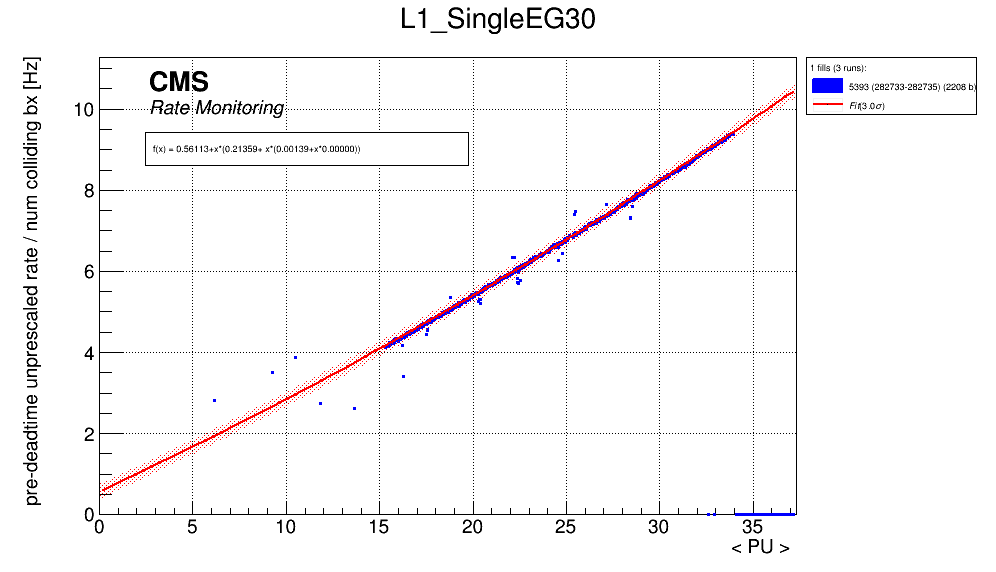 L1_SingleEG30
pre-deadtime unprescaled rate / num colliding bx [Hz]
CMS
Rate Monitoring
f(x) = 0.56113+x*(0.21359+ x*(0.00139+x*0.00000))
1 fills (3 runs):
5393 (282733-282735) (2208 b)
Fit(3.0σ)
10
8
6
4
2
0
0 5 10 15 20 25 30 35
< PU >